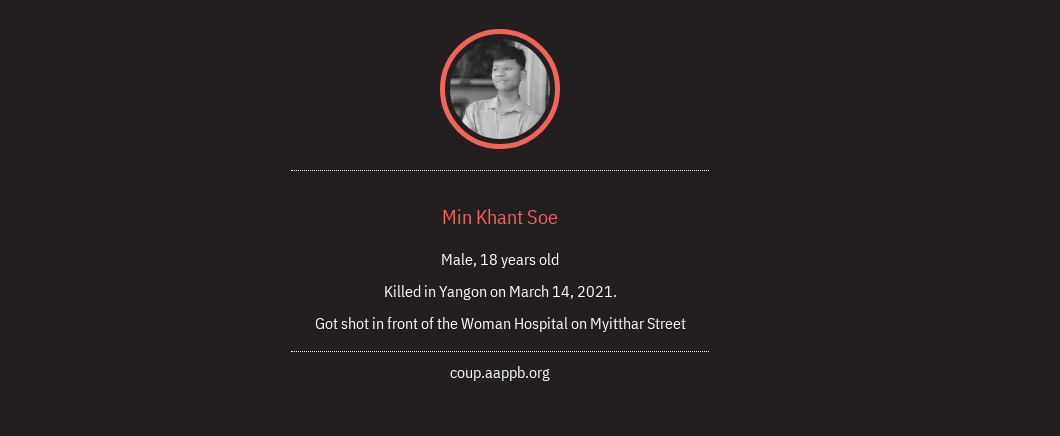 Min Khant Soe
Male, 18 years old
Killed in Yangon on March 14, 2021.
Got shot in front of the Woman Hospital on Myitthar Street
coup.aappb.org